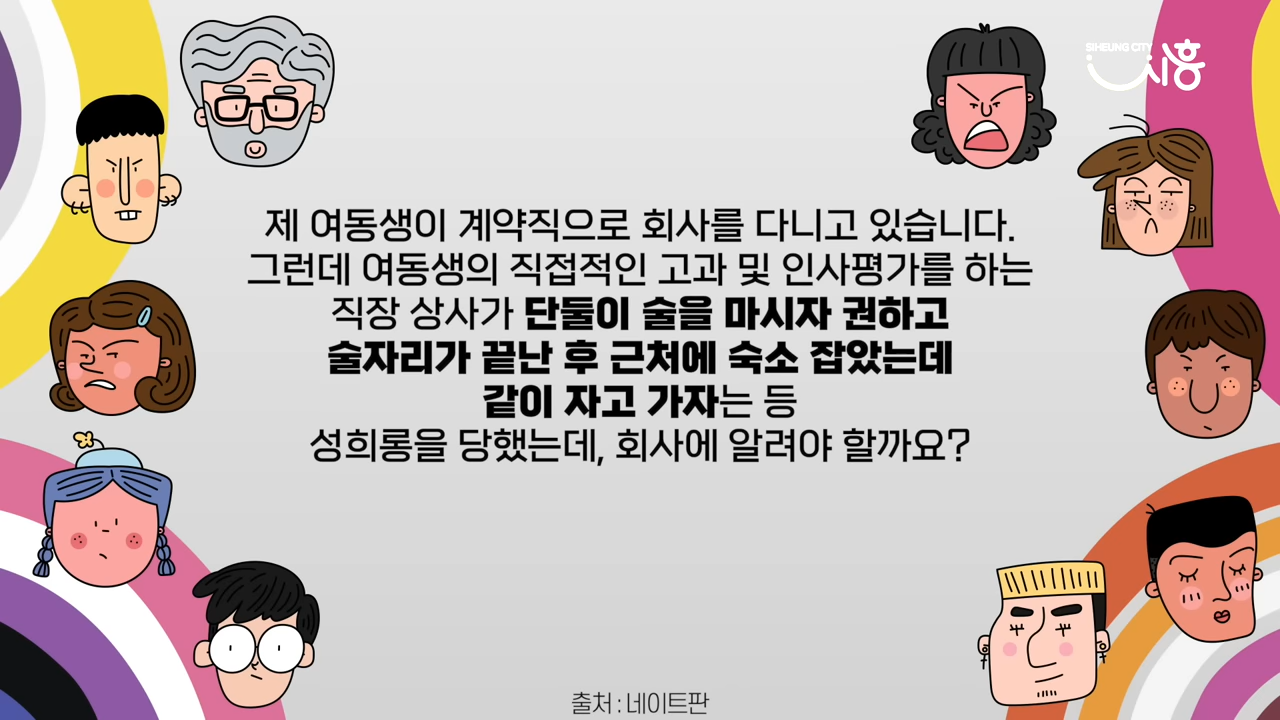 SIHEUNG CITY
시흥
제 여동생이 계약직으로 회사를 다니고 있습니다.
그런데 여동생의 직접적인 고과 및 인사평가를 하는
직장 상사가 단둘이 술을 마시자 권하고
술자리가 끝난 후 근처에 숙소 잡았는데
같이 자고 가자는 등
성희롱을 당했는데, 회사에 알려야 할까요?
출처 : 네이트판